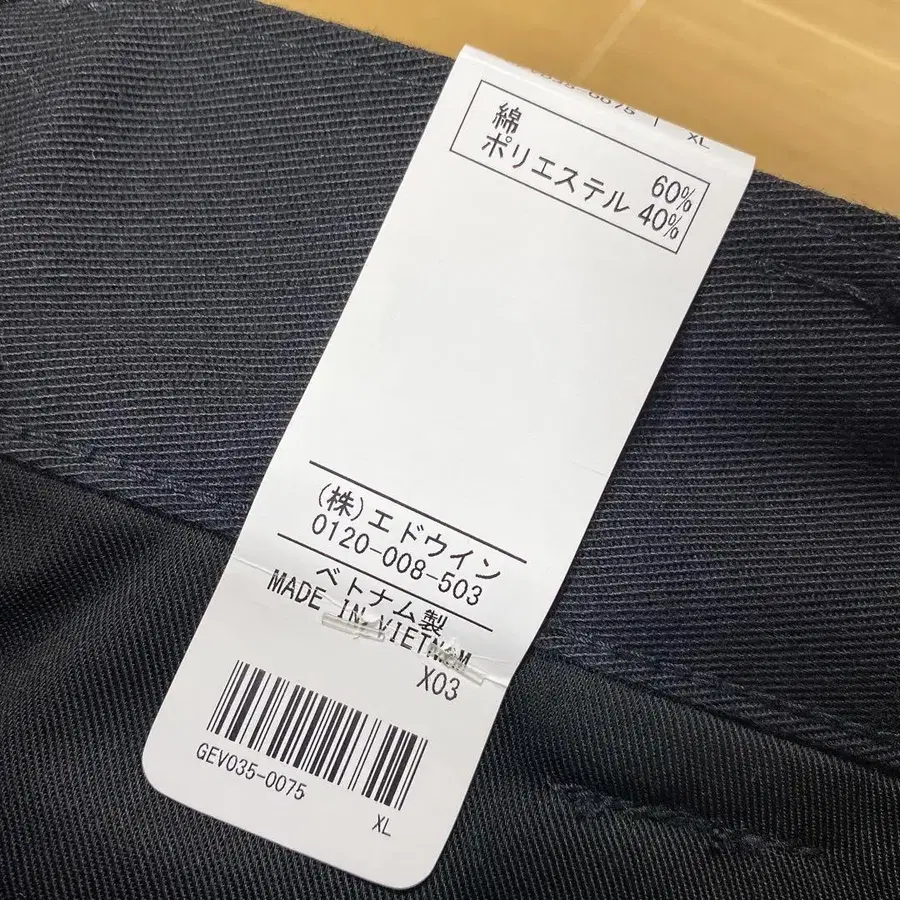 XL
綿 60%
ポリエステル 40%
(株)エドウイン
0120-008-503
ベトナム製
MADE IN VIETNAM
X03
GEV035-0075
XL